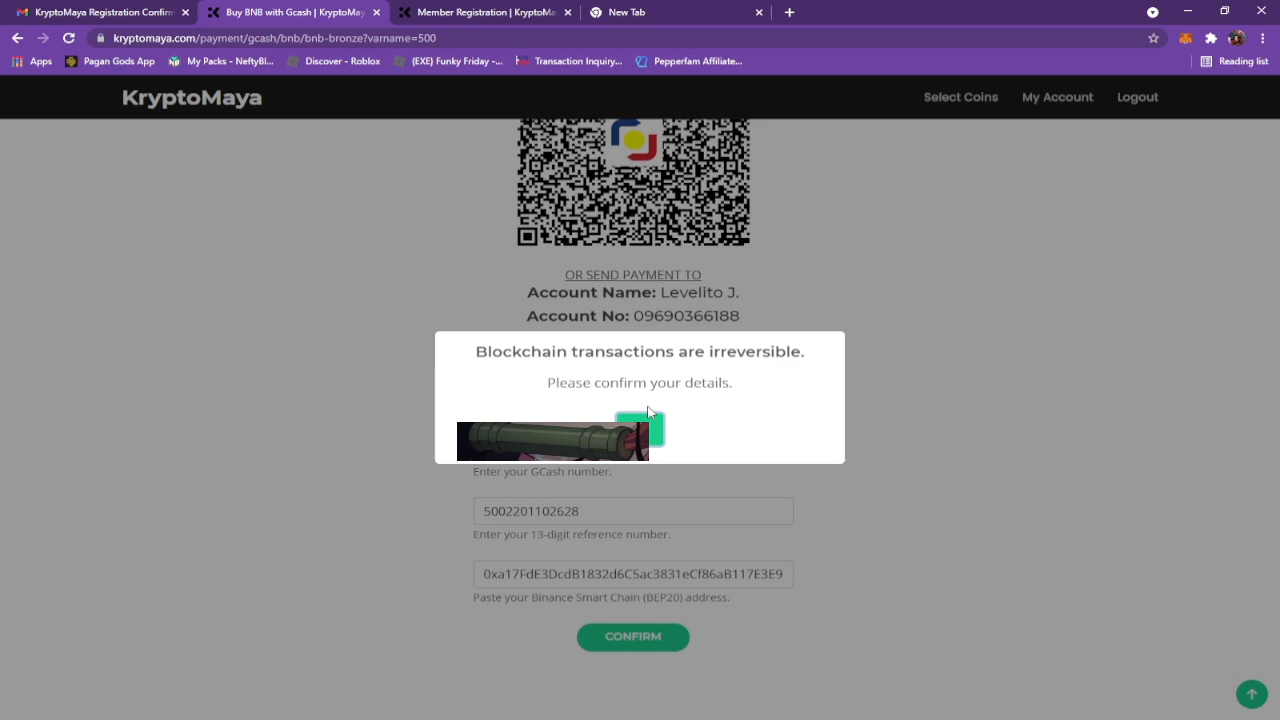 KryptoMaya Registration Confirm
Buy BNB with Gcash | KryptoMay
Member Registration | KryptoMa
New Tab
kryptomaya.com/payment/gcash/bnb/bnb-bronze?varname=500
Apps
Pagan Gods App
My Packs - NeftyBl...
Discover - Roblox
(EXE) Funky Friday -...
Transaction Inquiry...
Pepperfam Affiliate...
Reading list
KryptoMaya
Select Coins
My Account
Logout
OR SEND PAYMENT TO
Account Name: Levelito J.
Account No: 09690366188
Blockchain transactions are irreversible.
Please confirm your details.
Enter your GCash number.
5002201102628
Enter your 13-digit reference number.
0xa17FdE3DcdB1832d6C5ac3831eCf86aB117E3E9
Paste your Binance Smart Chain (BEP20) address.
CONFIRM